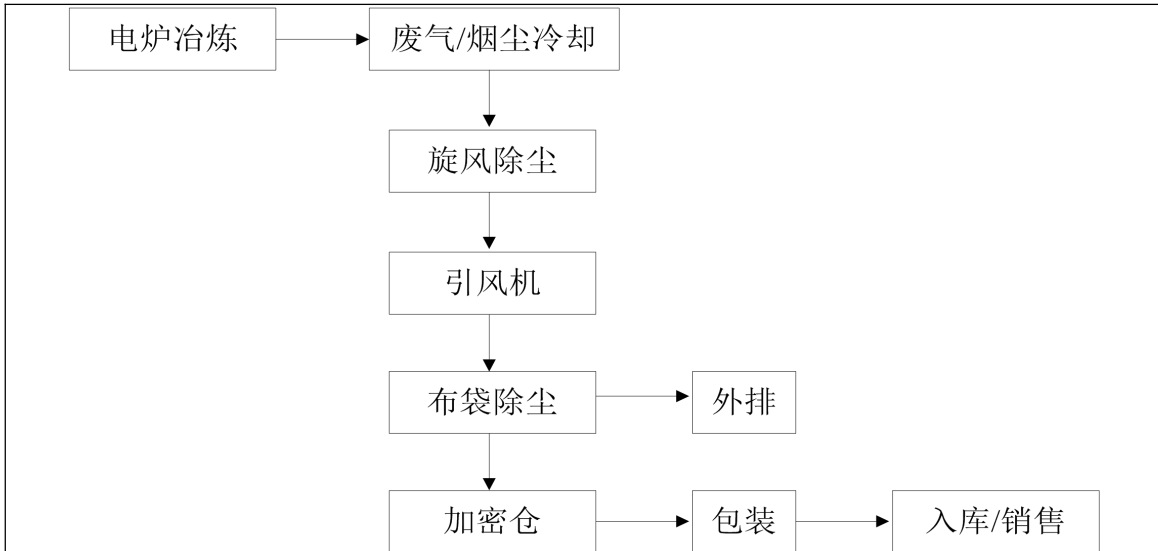 电炉冶炼
废气/烟尘冷却
旋风除尘
引风机
布袋除尘
外排
加密仓
包装
入库/销售